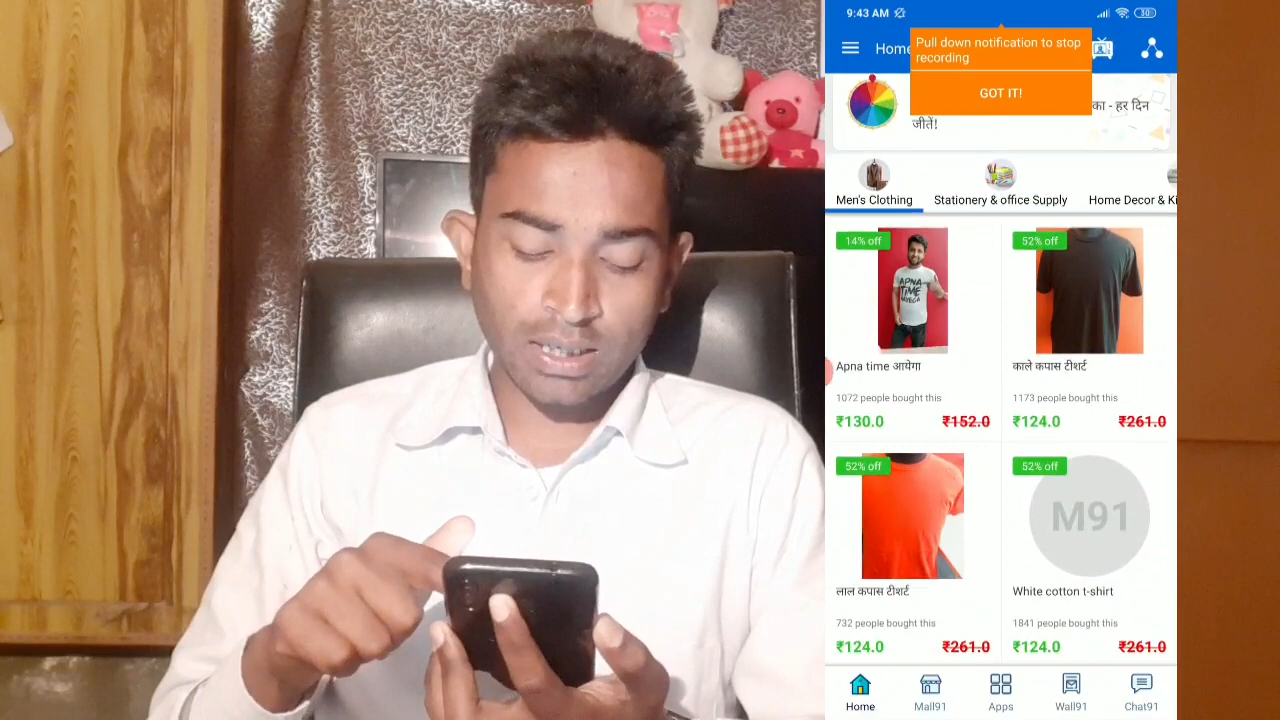 9:43 AM
30
Home
Pull down notification to stop
recording
GOT IT!
का - हर दिन
जीतें!
Men's Clothing
Stationery & office Supply
Home Decor & Ki
14% off
APNA
TIME
52% off
Apna time आयेगा
काले कपास टीशर्ट
1072 people bought this
1173 people bought this
₹130.0
₹152.0
₹124.0
₹261.0
52% off
52% off
M91
लाल कपास टीशर्ट
White cotton t-shirt
732 people bought this
1841 people bought this
₹124.0
₹261.0
₹124.0
₹261.0
Home
Mall91
Apps
Wall91
Chat91